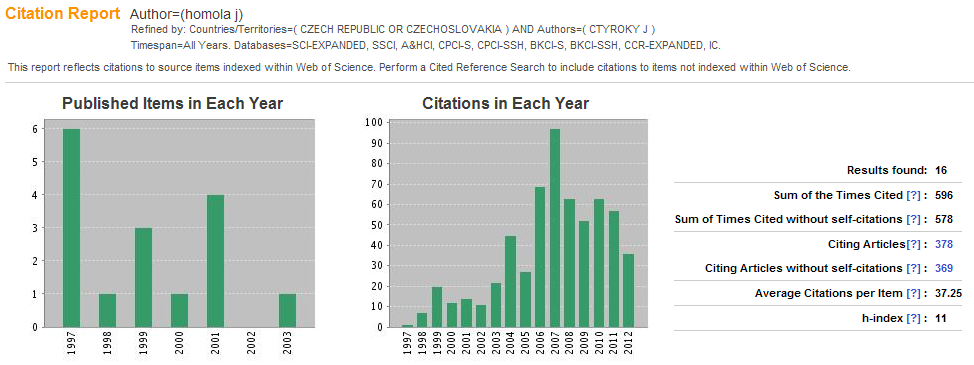 Citation Report Author=(homola j)
Refined by: Countries/Territories=( CZECH REPUBLIC OR CZECHOSLOVAKIA ) AND Authors=( CTYROKY J )
Timespan=All Years. Databases=SCI-EXPANDED, SSCI, A&HCI, CPCI-S, CPCI-SSH, BKCI-S, BKCI-SSH, CCR-EXPANDED, IC.
This report reflects citations to source items indexed within Web of Science. Perform a Cited Reference Search to include citations to items not indexed within Web of Science.
Published Items in Each Year
6
5
4
3
2
1
0
1997 1998 1999 2000 2001 2002 2003
Citations in Each Year
100
90
80
70
60
50
40
30
20
10
0
1997 1998 1999 2000 2001 2002 2003 2004 2005 2006 2007 2008 2009 2010 2011 2012
Results found: 16
Sum of the Times Cited [?] : 596
Sum of Times Cited without self-citations [?] : 578
Citing Articles[?] : 378
Citing Articles without self-citations [?] : 369
Average Citations per Item [?] : 37.25
h-index [?] : 11